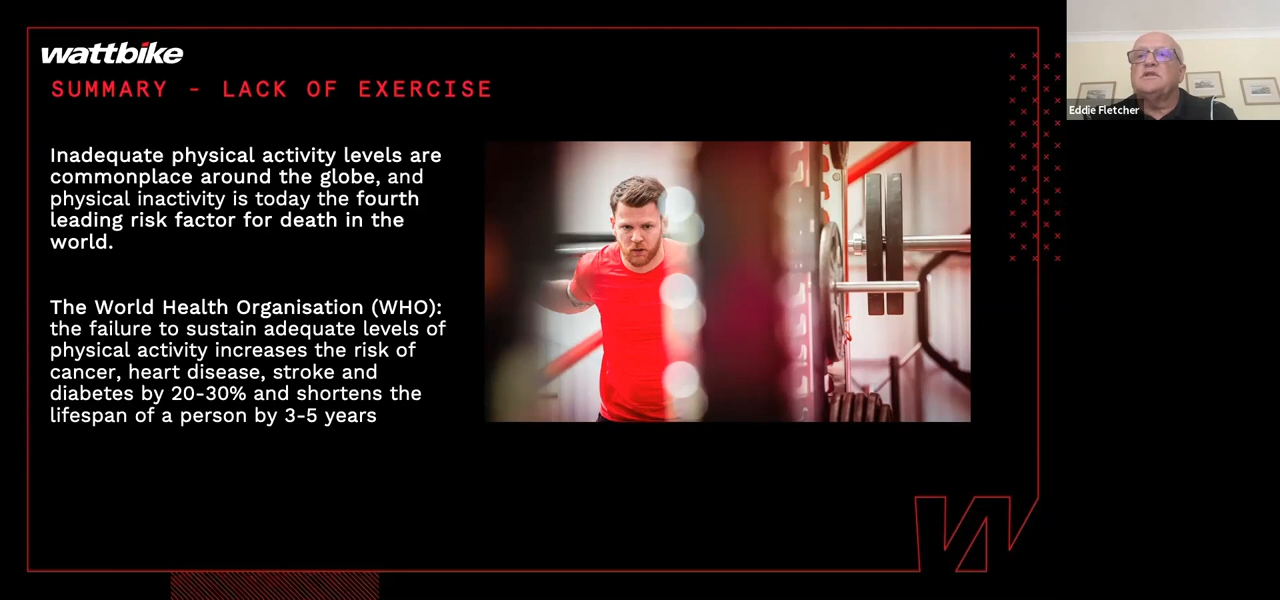 wattbike
SUMMARY - LACK OF EXERCISE
Inadequate physical activity levels are
commonplace around the globe, and
physical inactivity is today the fourth
leading risk factor for death in the
world.
The World Health Organisation (WHO):
the failure to sustain adequate levels of
physical activity increases the risk of
cancer, heart disease, stroke and
diabetes by 20-30% and shortens the
lifespan of a person by 3-5 years
W
Eddie Fletcher